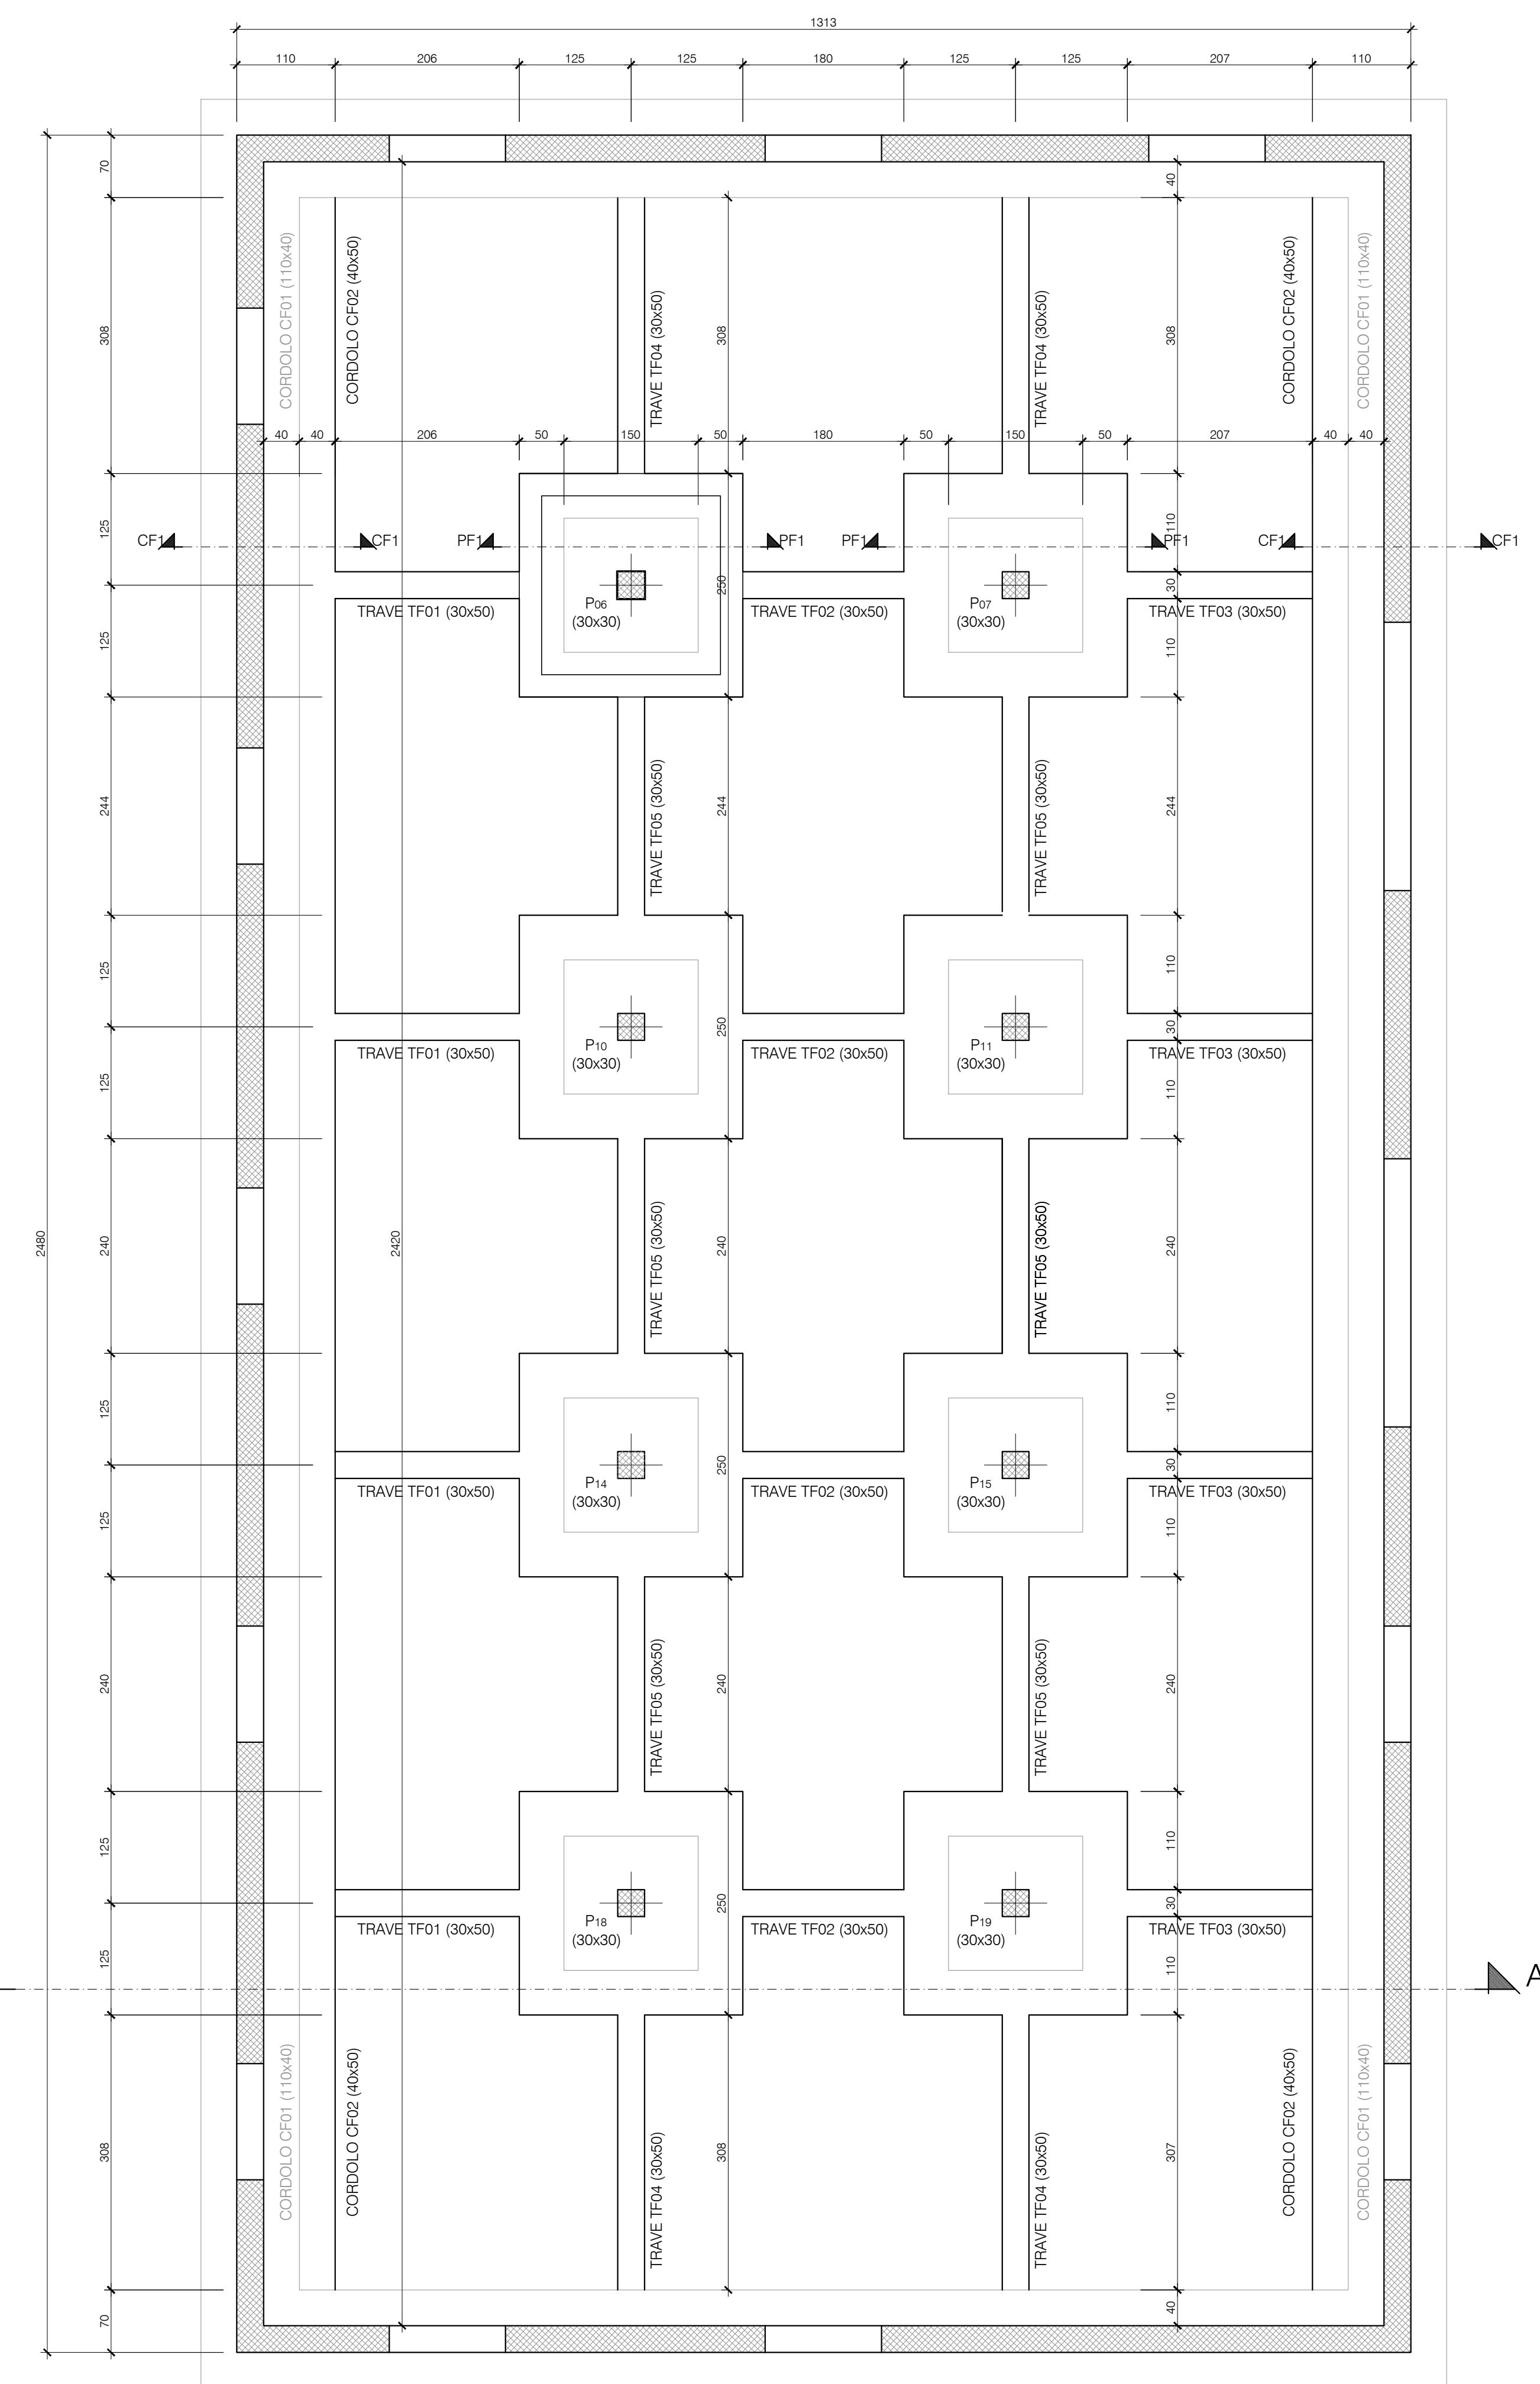 1313
110 206 125 125 180 125 125 207 110
70
40
CORDOLO CF01 (110x40)
CORDOLO CF02 (40x50)
TRAVE TF04 (30x50)
TRAVE TF04 (30x50)
CORDOLO CF02 (40x50)
CORDOLO CF01 (110x40)
308
308
308
40 40 206 50 150 50 180 50 150 50 207 40 40
125
110
CF1 CF1 PF1 PF1 PF1 PF1 CF1 CF1
250
30
P06
(30x30)
P07
(30x30)
TRAVE TF01 (30x50)
TRAVE TF02 (30x50)
TRAVE TF03 (30x50)
125
110
244
TRAVE TF05 (30x50)
244
TRAVE TF05 (30x50)
244
125
110
250
30
P10
(30x30)
P11
(30x30)
TRAVE TF01 (30x50)
TRAVE TF02 (30x50)
TRAVE TF03 (30x50)
125
110
2480
240
2420
TRAVE TF05 (30x50)
240
TRAVE TF05 (30x50)
240
125
110
250
30
P14
(30x30)
P15
(30x30)
TRAVE TF01 (30x50)
TRAVE TF02 (30x50)
TRAVE TF03 (30x50)
125
110
240
TRAVE TF05 (30x50)
240
TRAVE TF05 (30x50)
240
125
110
250
30
P18
(30x30)
P19
(30x30)
TRAVE TF01 (30x50)
TRAVE TF02 (30x50)
TRAVE TF03 (30x50)
125
110
A
CORDOLO CF01 (110x40)
CORDOLO CF02 (40x50)
TRAVE TF04 (30x50)
TRAVE TF04 (30x50)
CORDOLO CF02 (40x50)
CORDOLO CF01 (110x40)
308
308
307
70
40